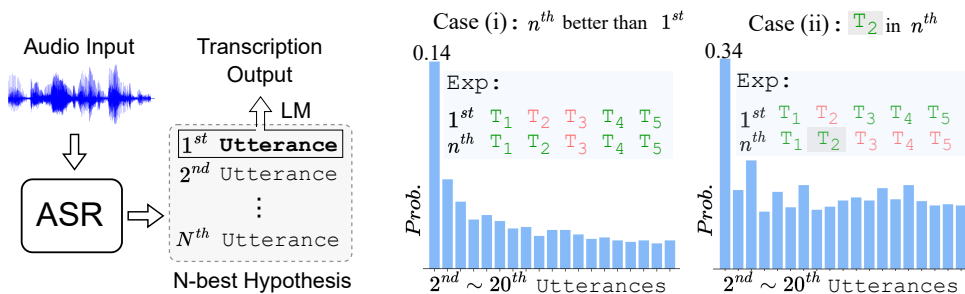 Audio Input
ASR
Transcription
Output
LM
1st Utterance
2nd Utterance
⋮
Nth Utterance
N-best Hypothesis
Case (i): nth better than 1st
0.14
Exp:
1st T1 T2 T3 T4 T5
nth T1 T2 T3 T4 T5
Prob.
2nd ~ 20th Utterances
Case (ii): T2 in nth
0.34
Exp:
1st T1 T2 T3 T4 T5
nth T1 T2 T3 T4 T5
Prob.
2nd ~ 20th Utterances